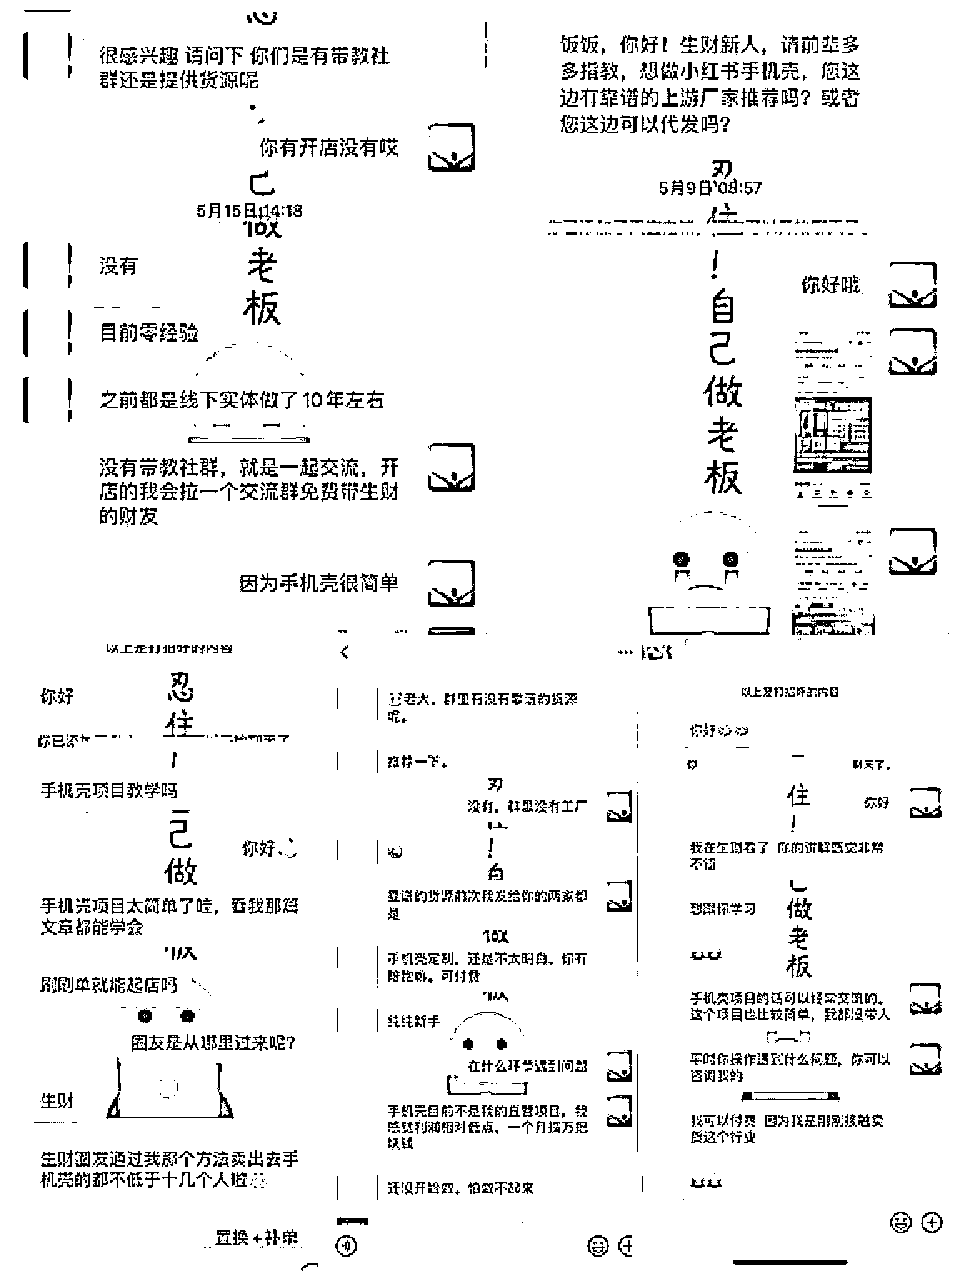 很感兴趣 请问下 你们是有带教社
群还是提供货源呢
你有开店没有哎
5月15日 14:18
没有
目前零经验
之前都是线下实体做了10年左右
没有带教社群，就是一起交流，开
店的我会拉一个交流群免费带生财
的财友
因为手机壳很简单
己
做
老
板
饭饭，你好！生财新人，请前辈多
多指教，想做小红书手机壳，您这
边有靠谱的上游厂家推荐吗？或者
您这边可以代发吗？
5月9日 08:57
你好哦
忍
住
！
自
己
做
老
板
你好
手机壳项目教学吗
你好
手机壳项目太简单了哇，看我那篇
文章都能学会
刷刷单就能起店吗
圈友是从哪里过来呢？
生财
生财圈友通过我那个方法卖出去手
机壳的都不低于十几个人啦
置换+补单
忍
住
！
己
做
老大，群里有没有靠谱的货源
呢。
推荐一下。
没有，群里没有工厂
嗯
靠谱的货源前次我发给你的两家都
是
手机壳定制，还是不太明白，你有
陪跑吗。可付费
纯纯新手
在什么环节遇到问题
手机壳目前不是我的直营项目，我
感觉利润相对低点，一个月搞万把
块钱
还没开始做，怕做不起来
！
自
以上是打招呼的内容
你好
你好
我在生财看了 你的讲解感觉非常
不错
想跟你学习
手机壳项目的话可以经常交流的。
这个项目也比较简单，我都没带人
平时你操作遇到什么问题，你可以
咨询我的
我可以付费 因为我是刚刚接触卖
货这个行业
住
！
做
老
板